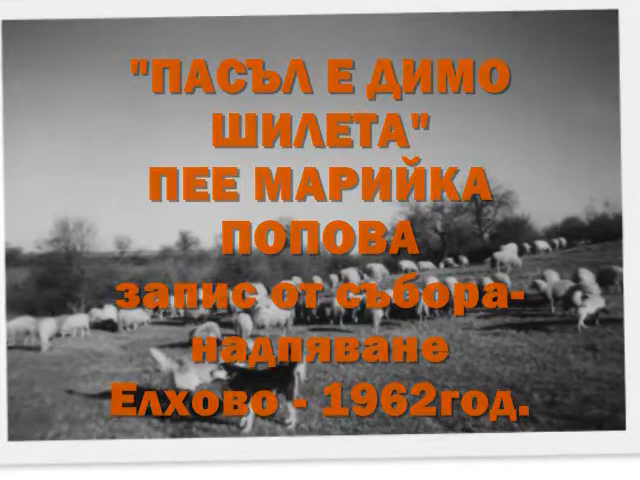 "ПАСЪЛ Е ДИМО
ШИЛЕТА"
ПЕЕ МАРИЙКА
ПОПОВА
запис от събора-
надпяване
Елхово - 1962год.